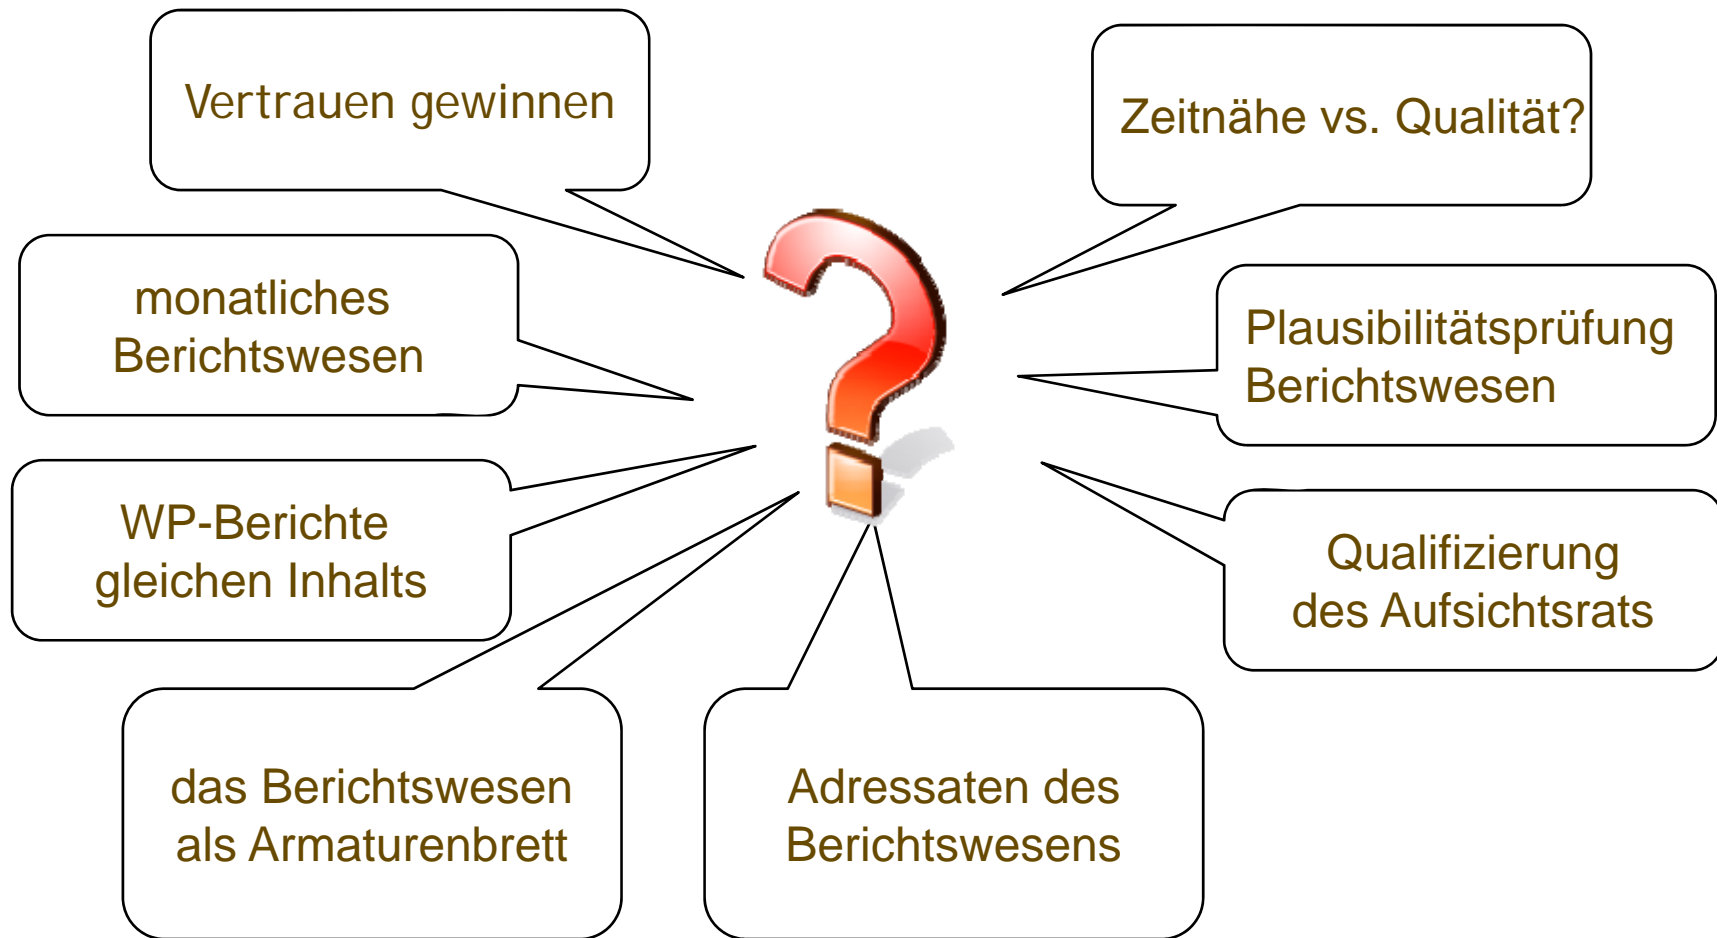 Vertrauen gewinnen
Zeitnähe vs. Qualität?
monatliches
Berichtswesen
Plausibilitätsprüfung
Berichtswesen
WP-Berichte
gleichen Inhalts
Qualifizierung
des Aufsichtsrats
das Berichtswesen
als Armaturenbrett
Adressaten des
Berichtswesens